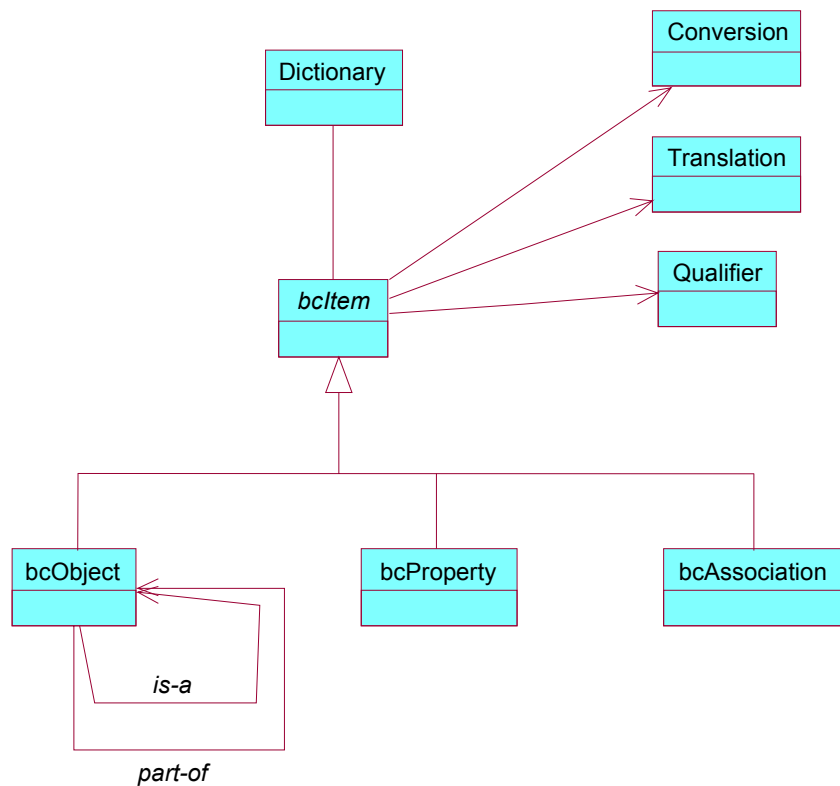 Conversion
Dictionary
Translation
Qualifier
bcItem
bcObject
bcProperty
bcAssociation
is-a
part-of